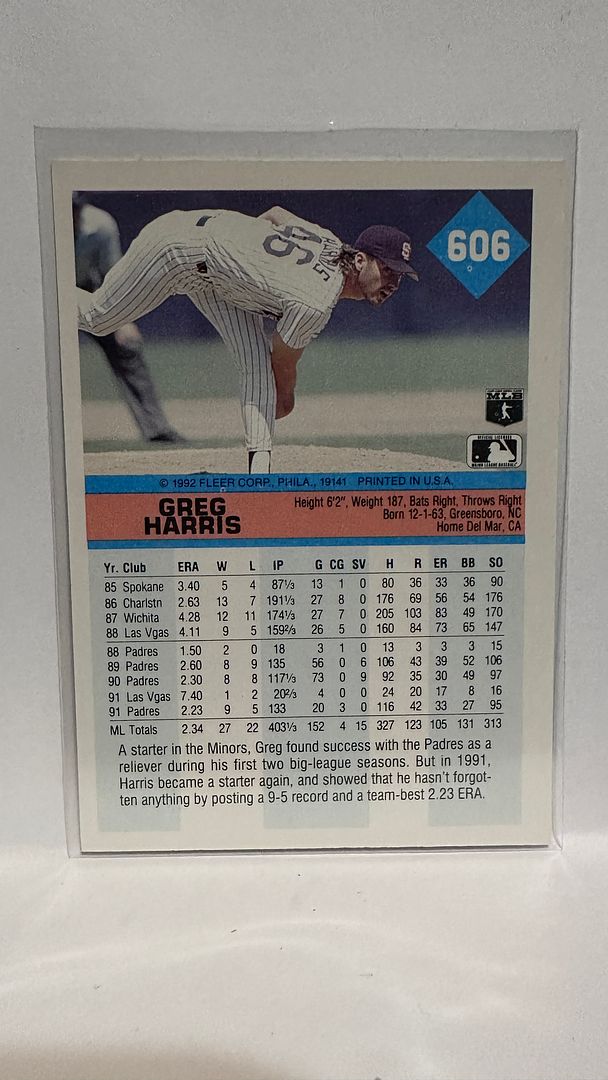 HARRIS
46
606
MLB
OFFICIAL LICENSEE
MAJOR LEAGUE BASEBALL
© 1992 FLEER CORP., PHILA., 19141 PRINTED IN U.S.A.
GREG
HARRIS
Height 6'2", Weight 187, Bats Right, Throws Right
Born 12-1-63, Greensboro, NC
Home Del Mar, CA
Yr. Club ERA W L IP G CG SV H R ER BB SO
85 Spokane 3.40 5 4 87⅓ 13 1 0 80 36 33 36 90
86 Charlstn 2.63 13 7 191⅓ 27 8 0 176 69 56 54 176
87 Wichita 4.28 12 11 174⅓ 27 7 0 205 103 83 49 170
88 Las Vgas 4.11 9 5 159⅔ 26 5 0 160 84 73 65 147
88 Padres 1.50 2 0 18 3 1 0 13 3 3 3 15
89 Padres 2.60 8 9 135 56 0 6 106 43 39 52 106
90 Padres 2.30 8 8 117⅓ 73 0 9 92 35 30 49 97
91 Las Vgas 7.40 1 2 20⅔ 4 0 0 24 20 17 8 16
91 Padres 2.23 9 5 133 20 3 0 116 42 33 27 95
ML Totals 2.34 27 22 403⅓ 152 4 15 327 123 105 131 313
A starter in the Minors, Greg found success with the Padres as a
reliever during his first two big-league seasons. But in 1991,
Harris became a starter again, and showed that he hasn't forgot-
ten anything by posting a 9-5 record and a team-best 2.23 ERA.